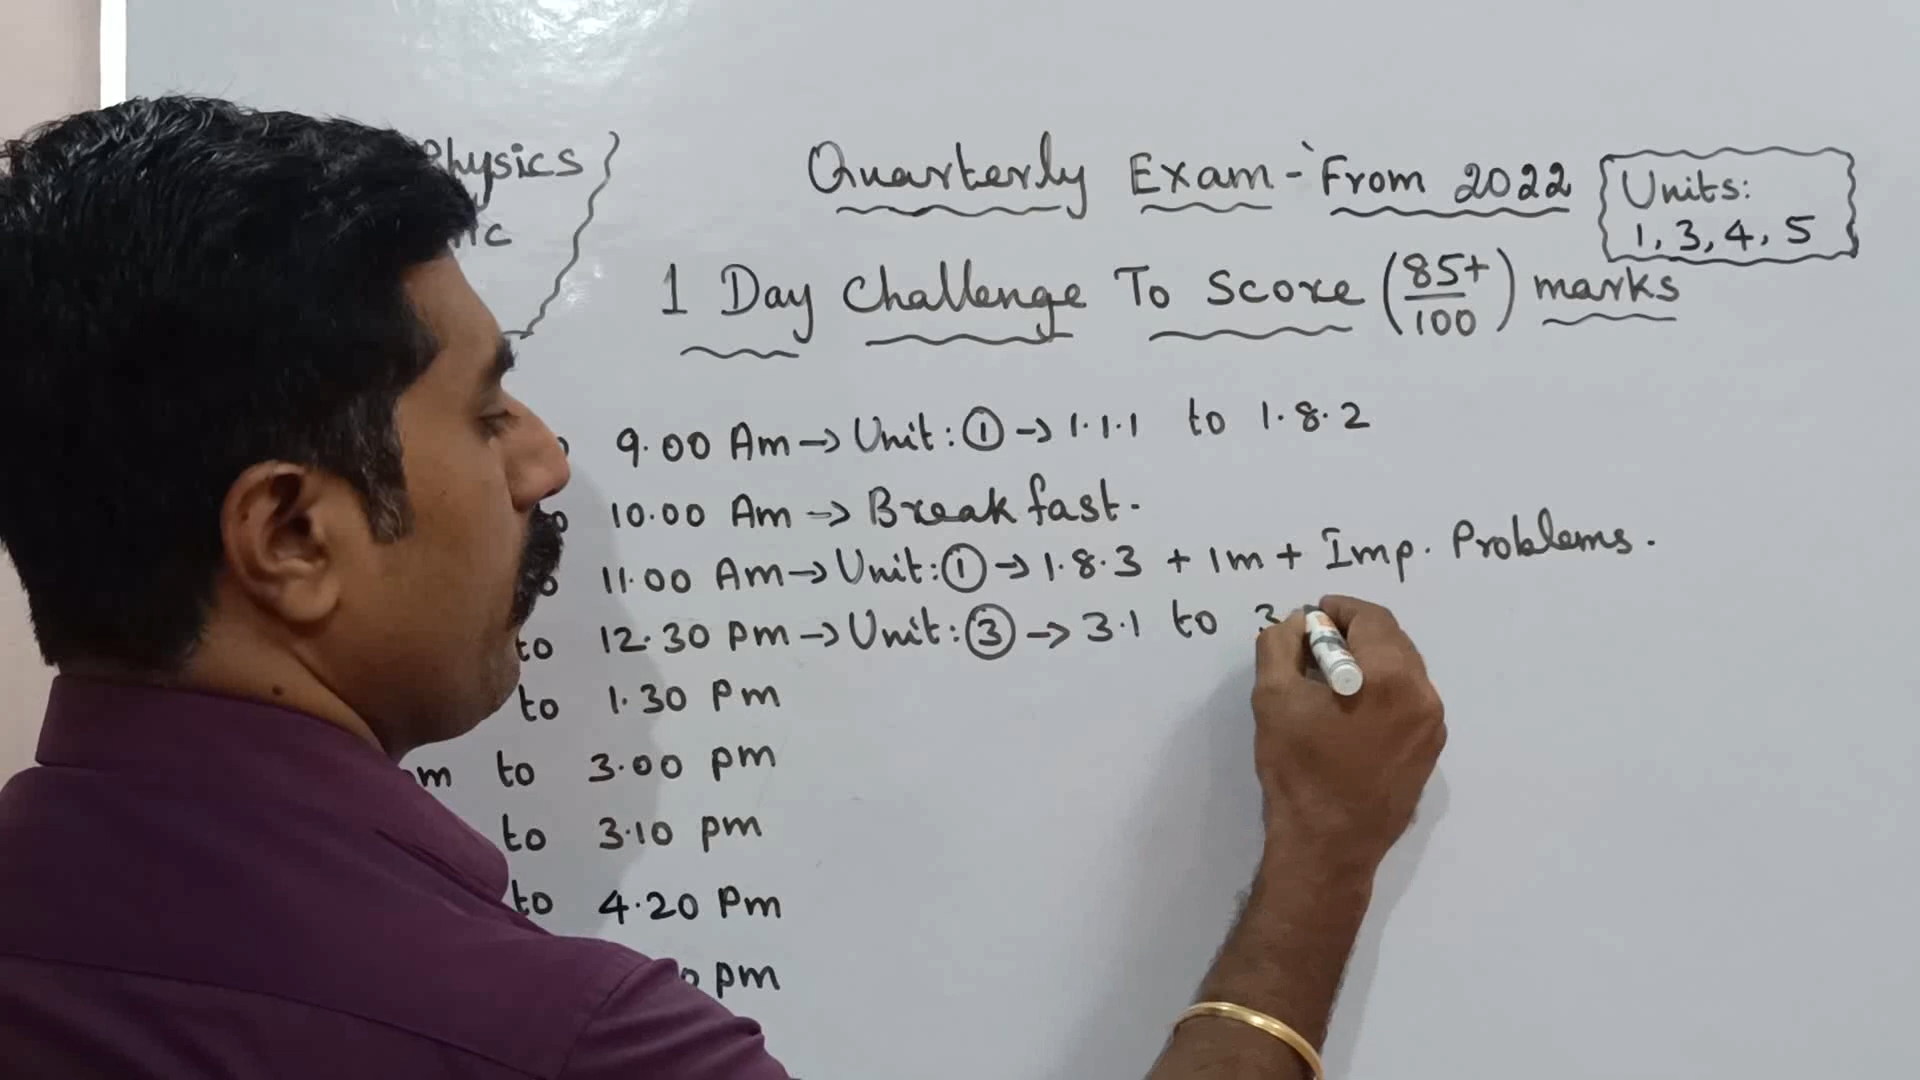 Physics
Quarterly Exam - From 2022
Units:
1, 3, 4, 5
1 Day Challenge To Score (85+/100) marks
9.00 Am → Unit: ① → 1.1.1 to 1.8.2
10.00 Am → Breakfast.
11.00 Am → Unit: ① → 1.8.3 + 1m + Imp. Problems.
to 12.30 pm → Unit: ③ → 3.1 to 3
to 1.30 pm
to 3.00 pm
to 3.10 pm
to 4.20 Pm
pm